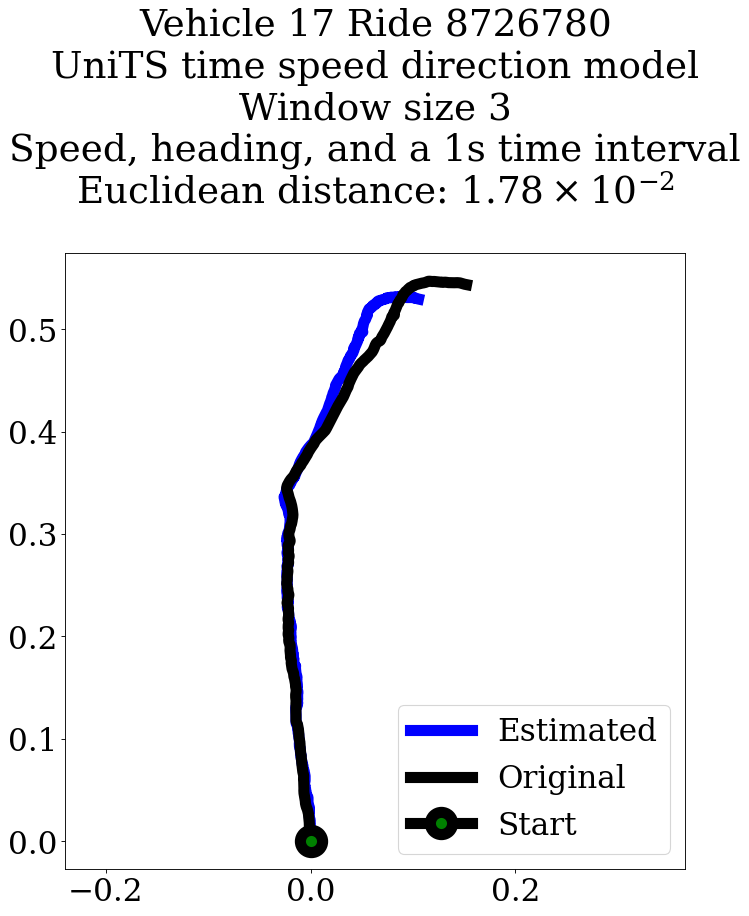 Vehicle 17 Ride 8726780
UniTS time speed direction model
Window size 3
Speed, heading, and a 1s time interval
Euclidean distance: 1.78 × 10⁻²
0.5
0.4
0.3
0.2
0.1
0.0
−0.2
0.0
0.2
Estimated
Original
Start